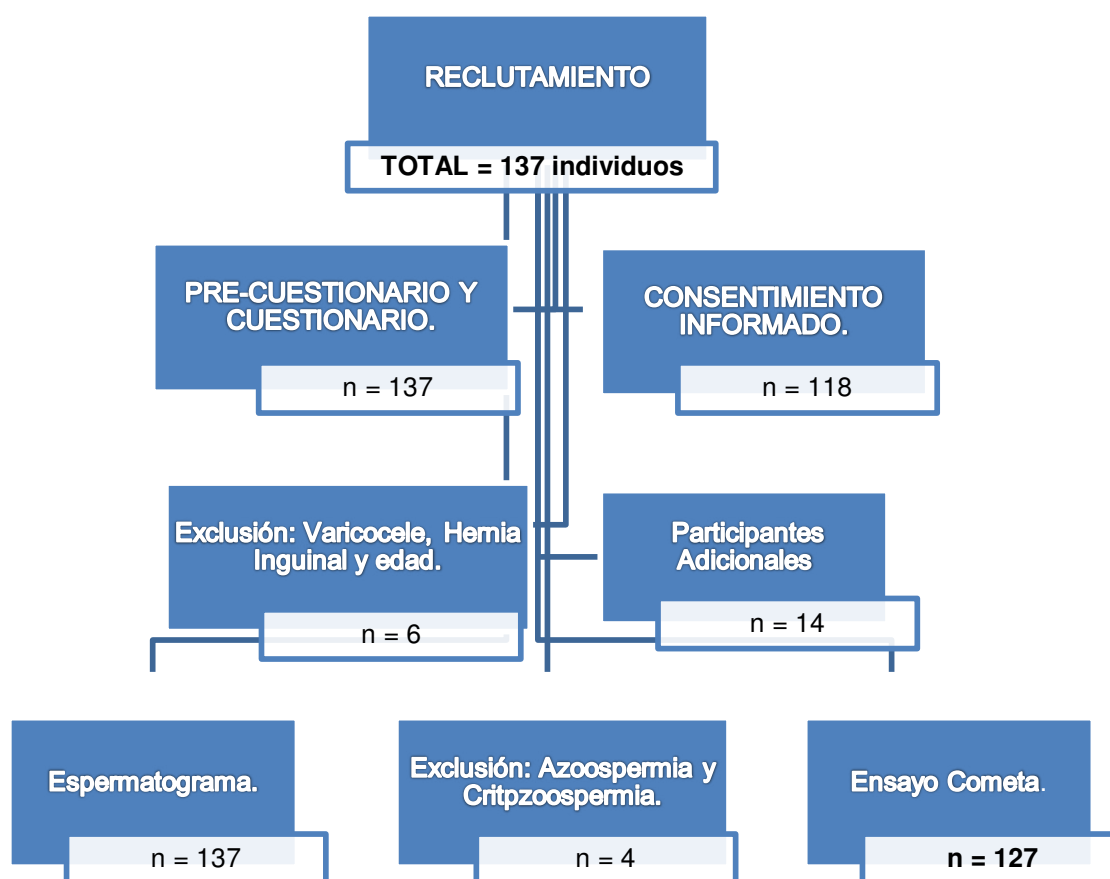 RECLUTAMIENTO
TOTAL = 137 individuos
PRE-CUESTIONARIO Y
CUESTIONARIO.
n = 137
CONSENTIMIENTO
INFORMADO.
n = 118
Exclusión: Varicocele, Hernia
Inguinal y edad.
n = 6
Participantes
Adicionales
n = 14
Espermatograma.
n = 137
Exclusión: Azoospermia y
Critpzoospermia.
n = 4
Ensayo Cometa.
n = 127